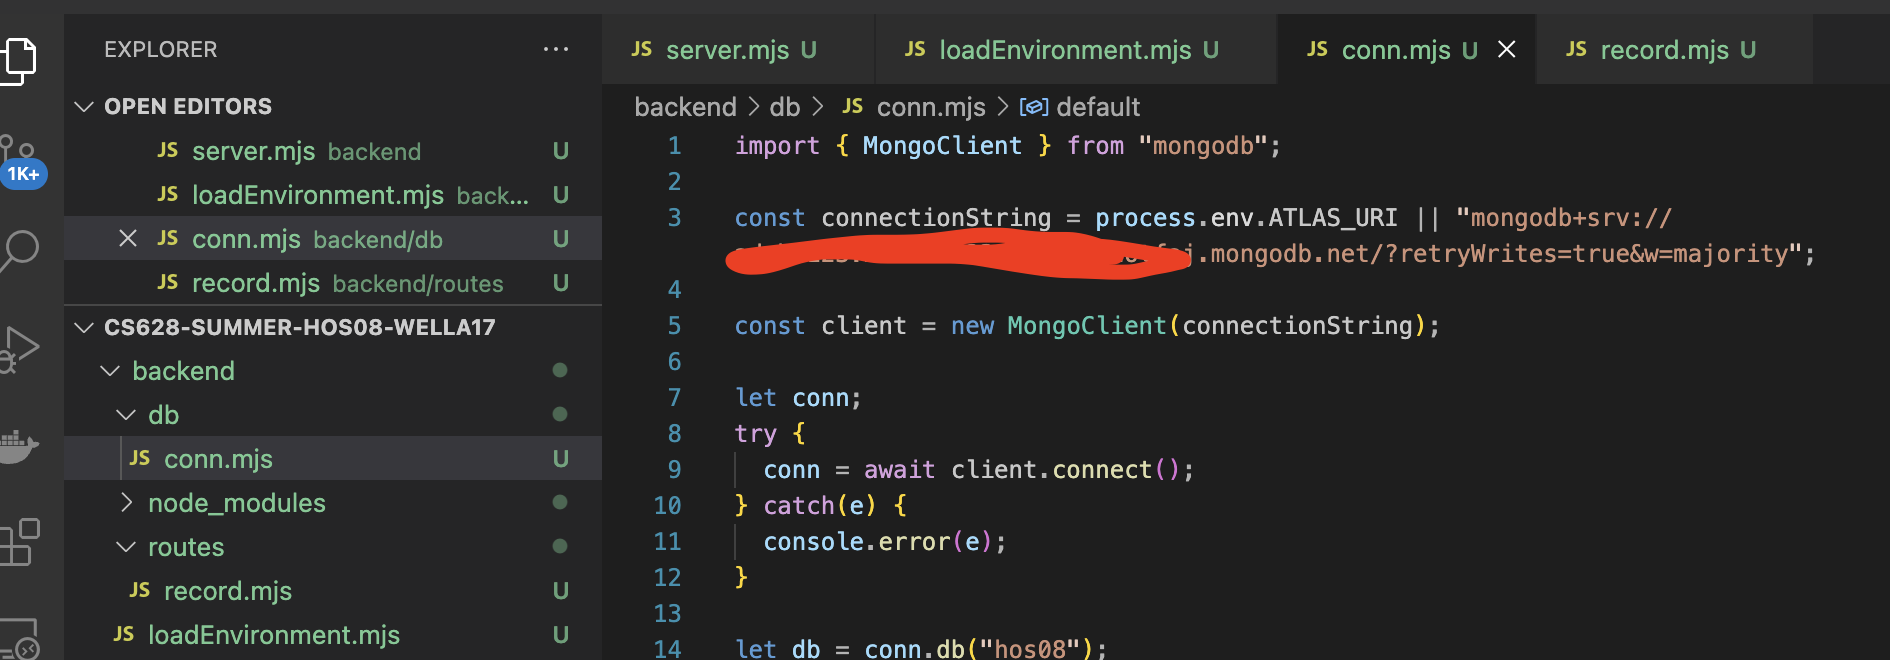 EXPLORER
...
OPEN EDITORS
JS server.mjs backend U
JS loadEnvironment.mjs back... U
JS conn.mjs backend/db U
JS record.mjs backend/routes U
CS628-SUMMER-HOS08-WELLA17
backend
db
JS conn.mjs U
node_modules
routes
JS record.mjs U
JS loadEnvironment.mjs U
1K+
JS server.mjs U
JS loadEnvironment.mjs U
JS conn.mjs U
JS record.mjs U
backend > db > JS conn.mjs > default
1 import { MongoClient } from "mongodb";
2
3 const connectionString = process.env.ATLAS_URI || "mongodb+srv://
.mongodb.net/?retryWrites=true&w=majority";
4
5 const client = new MongoClient(connectionString);
6
7 let conn;
8 try {
9 conn = await client.connect();
10 } catch(e) {
11 console.error(e);
12 }
13
14 let db = conn.db("hos08");